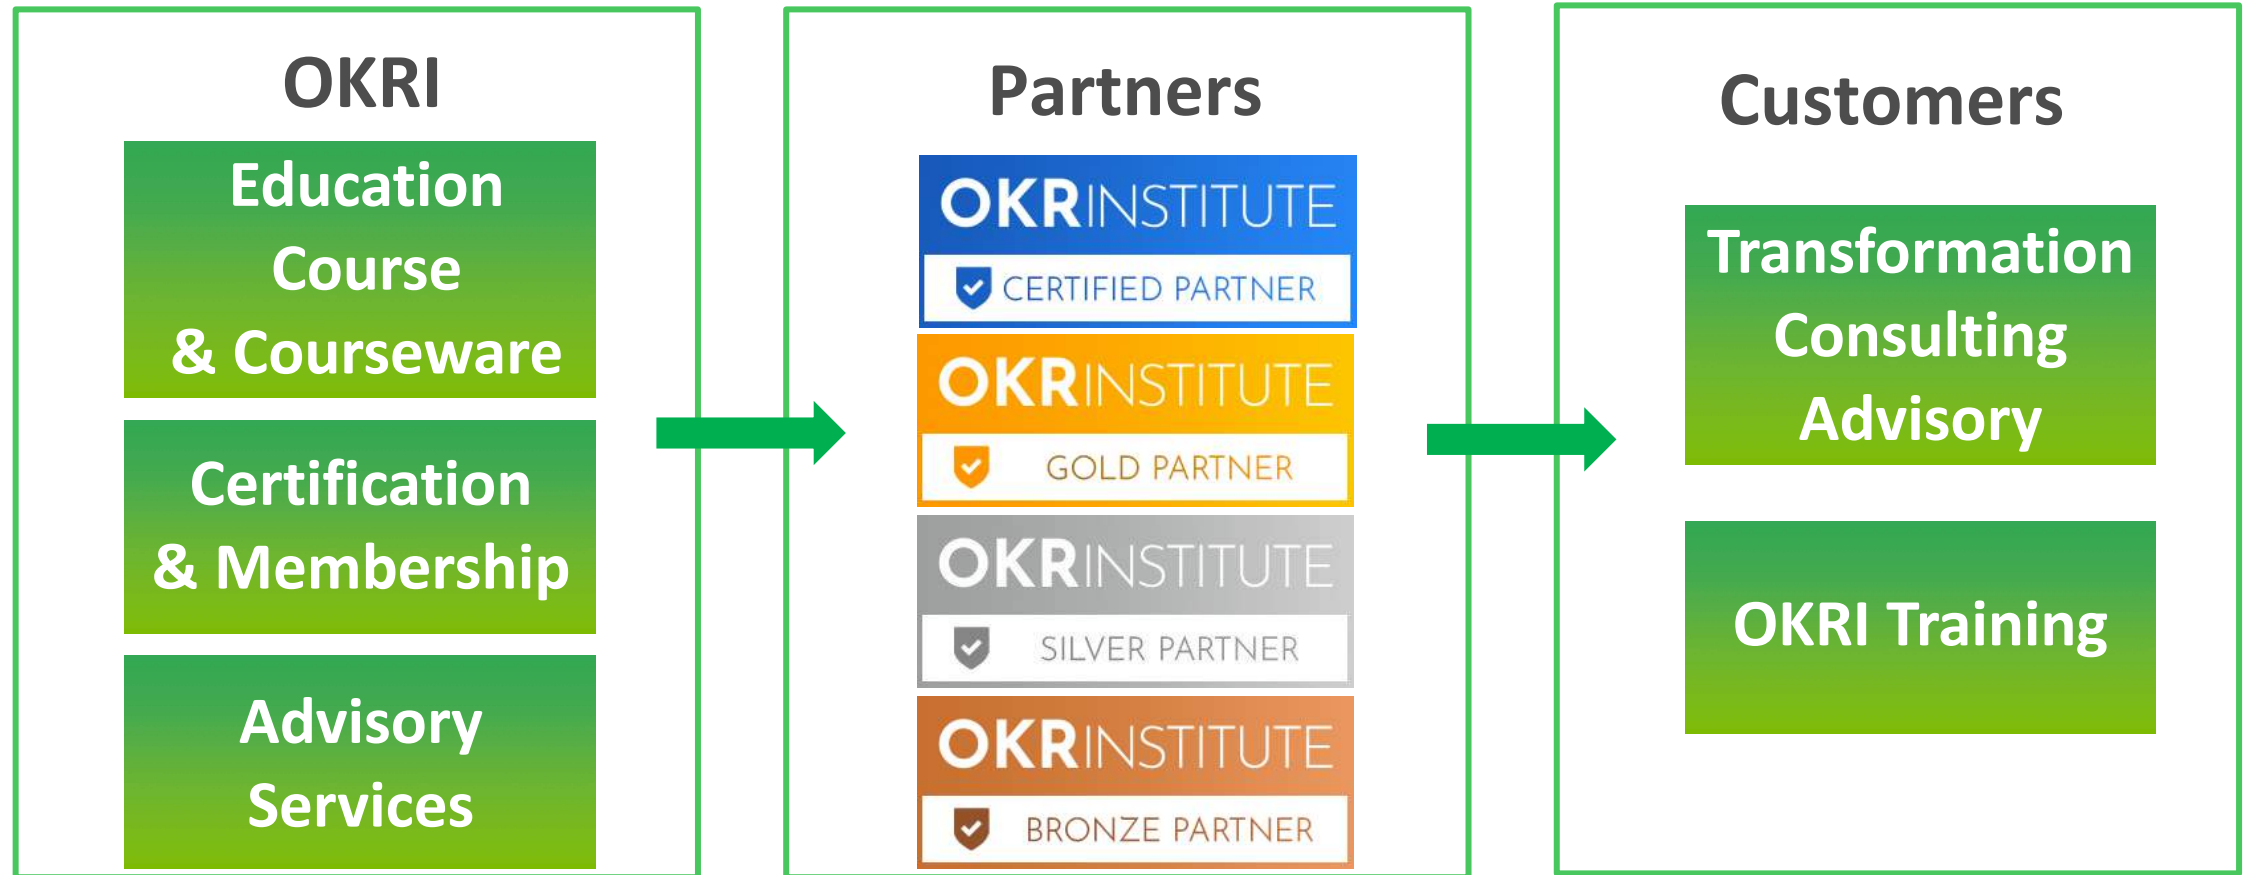 OKRI
Education
Course
& Courseware
Certification
& Membership
Advisory
Services
Partners
OKRINSTITUTE
CERTIFIED PARTNER
OKRINSTITUTE
GOLD PARTNER
OKRINSTITUTE
SILVER PARTNER
OKRINSTITUTE
BRONZE PARTNER
Customers
Transformation
Consulting
Advisory
OKRI Training